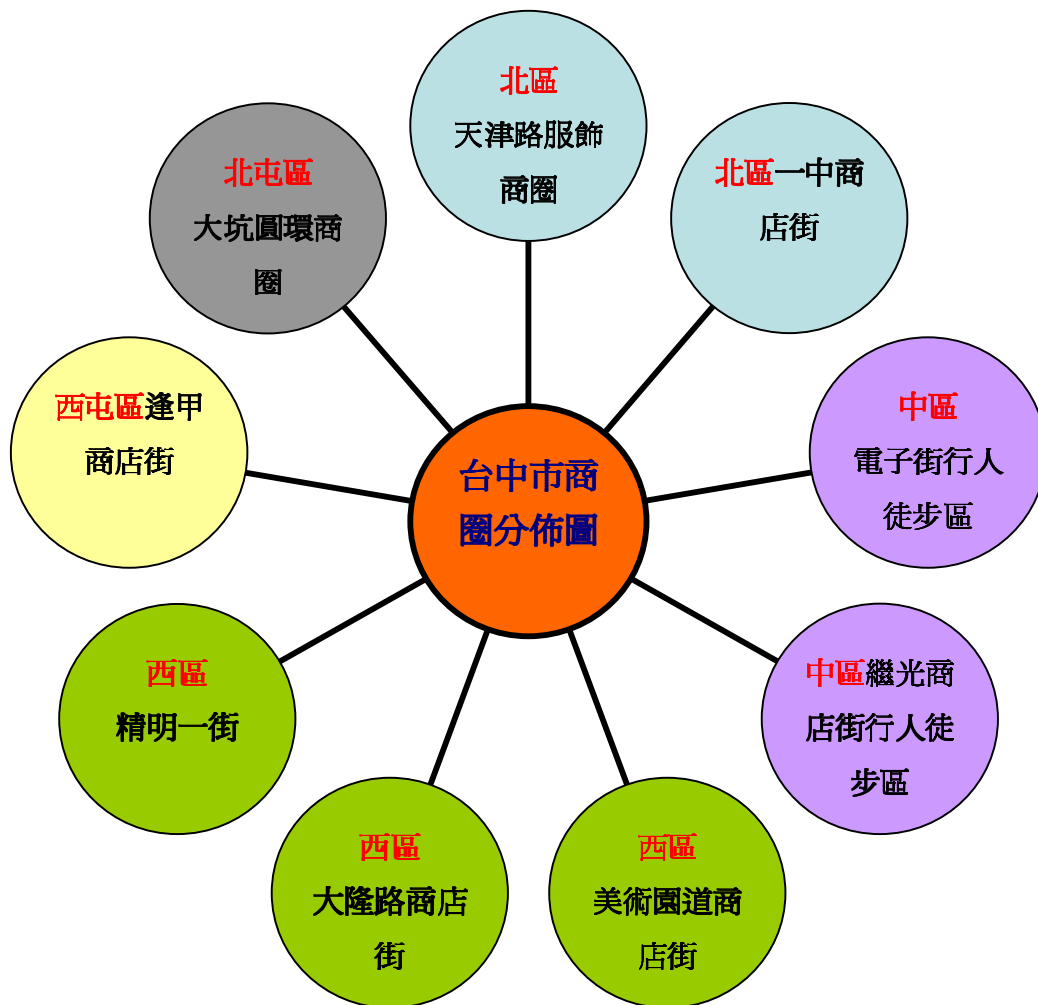 北區
天津路服飾
商圈
北區一中商
店街
中區
電子街行人
徒步區
中區繼光商
店街行人徒
步區
西區
美術園道商
店街
西區
大隆路商店
街
西區
精明一街
西屯區逢甲
商店街
北屯區
大坑圓環商
圈
台中市商
圈分佈圖